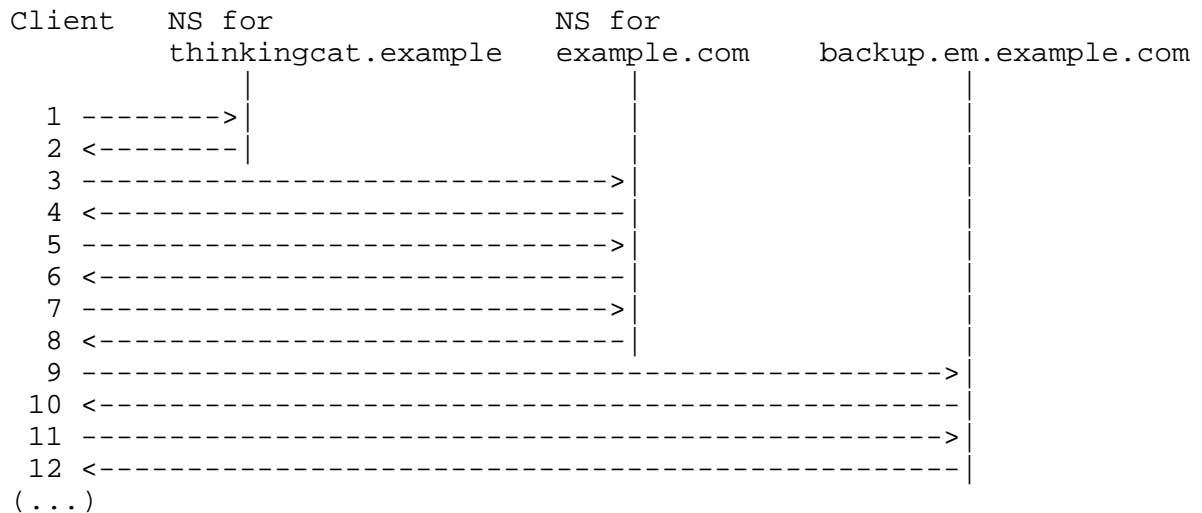 Client   NS for                NS for
         thinkingcat.example   example.com    backup.em.example.com
             |                     |                  |
  1 -------->|                     |                  |
  2 <--------|                     |                  |
  3 ------------------------------>|                  |
  4 <------------------------------|                  |
  5 ------------------------------>|                  |
  6 <------------------------------|                  |
  7 ------------------------------>|                  |
  8 <------------------------------|                  |
  9 ------------------------------------------------->|
 10 <-------------------------------------------------|
 11 ------------------------------------------------->|
 12 <-------------------------------------------------|
(...)